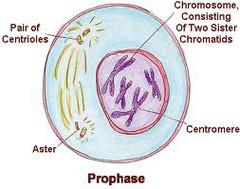 Pair of
Centrioles
Chromosome,
Consisting
Of Two Sister
Chromatids
Centromere
Aster
Prophase